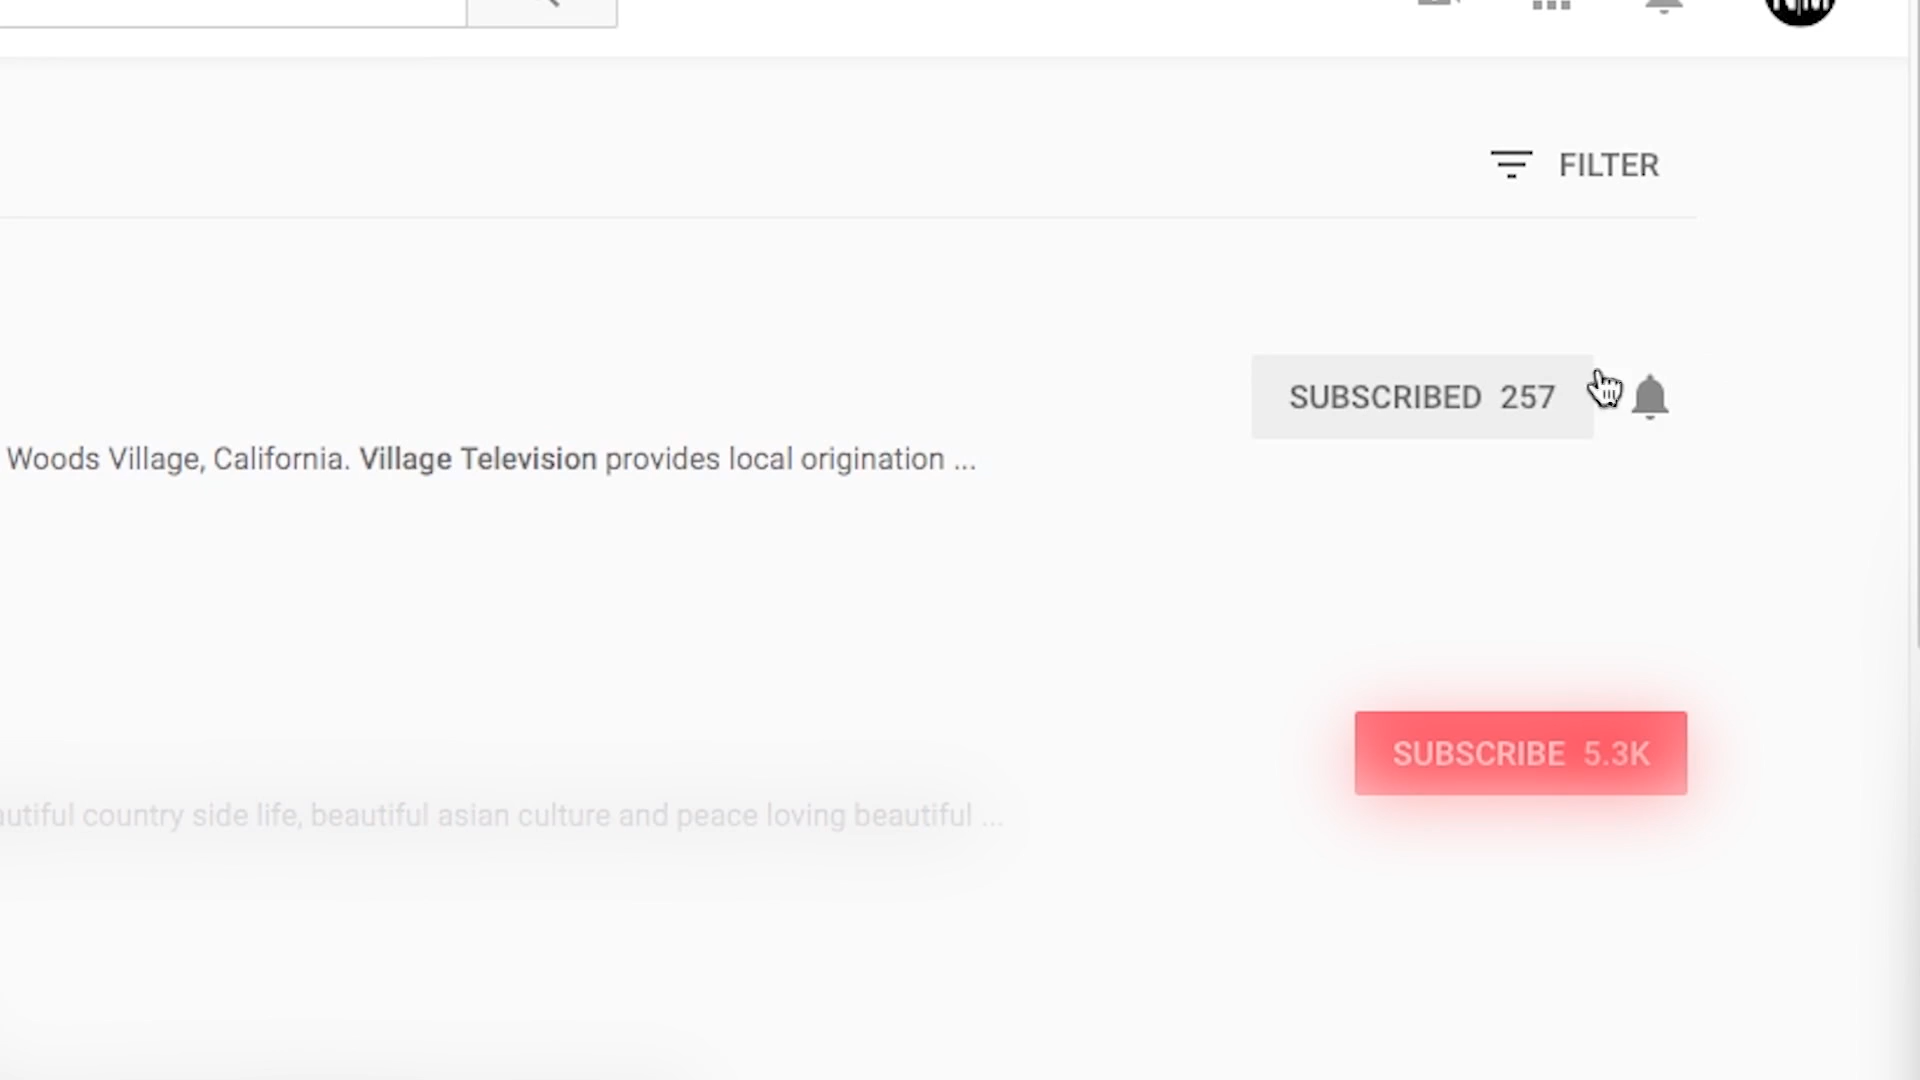 FILTER
SUBSCRIBED 257
Woods Village, California. Village Television provides local origination ...
SUBSCRIBE 5.3K
country side life, beautiful asian culture and peace loving beautiful ...